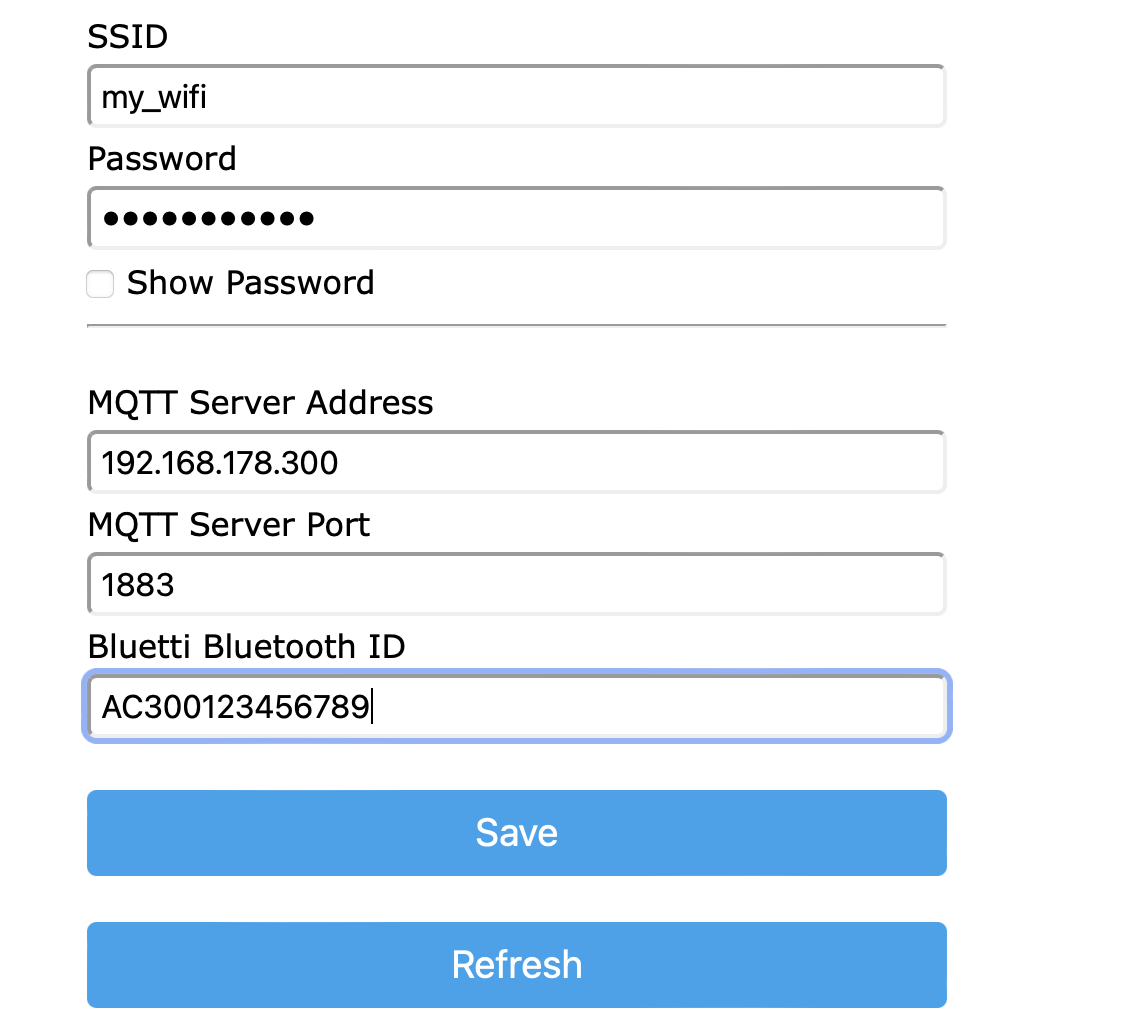 SSID
my_wifi
Password
•••••••••••
Show Password
MQTT Server Address
192.168.178.300
MQTT Server Port
1883
Bluetti Bluetooth ID
AC300123456789
Save
Refresh